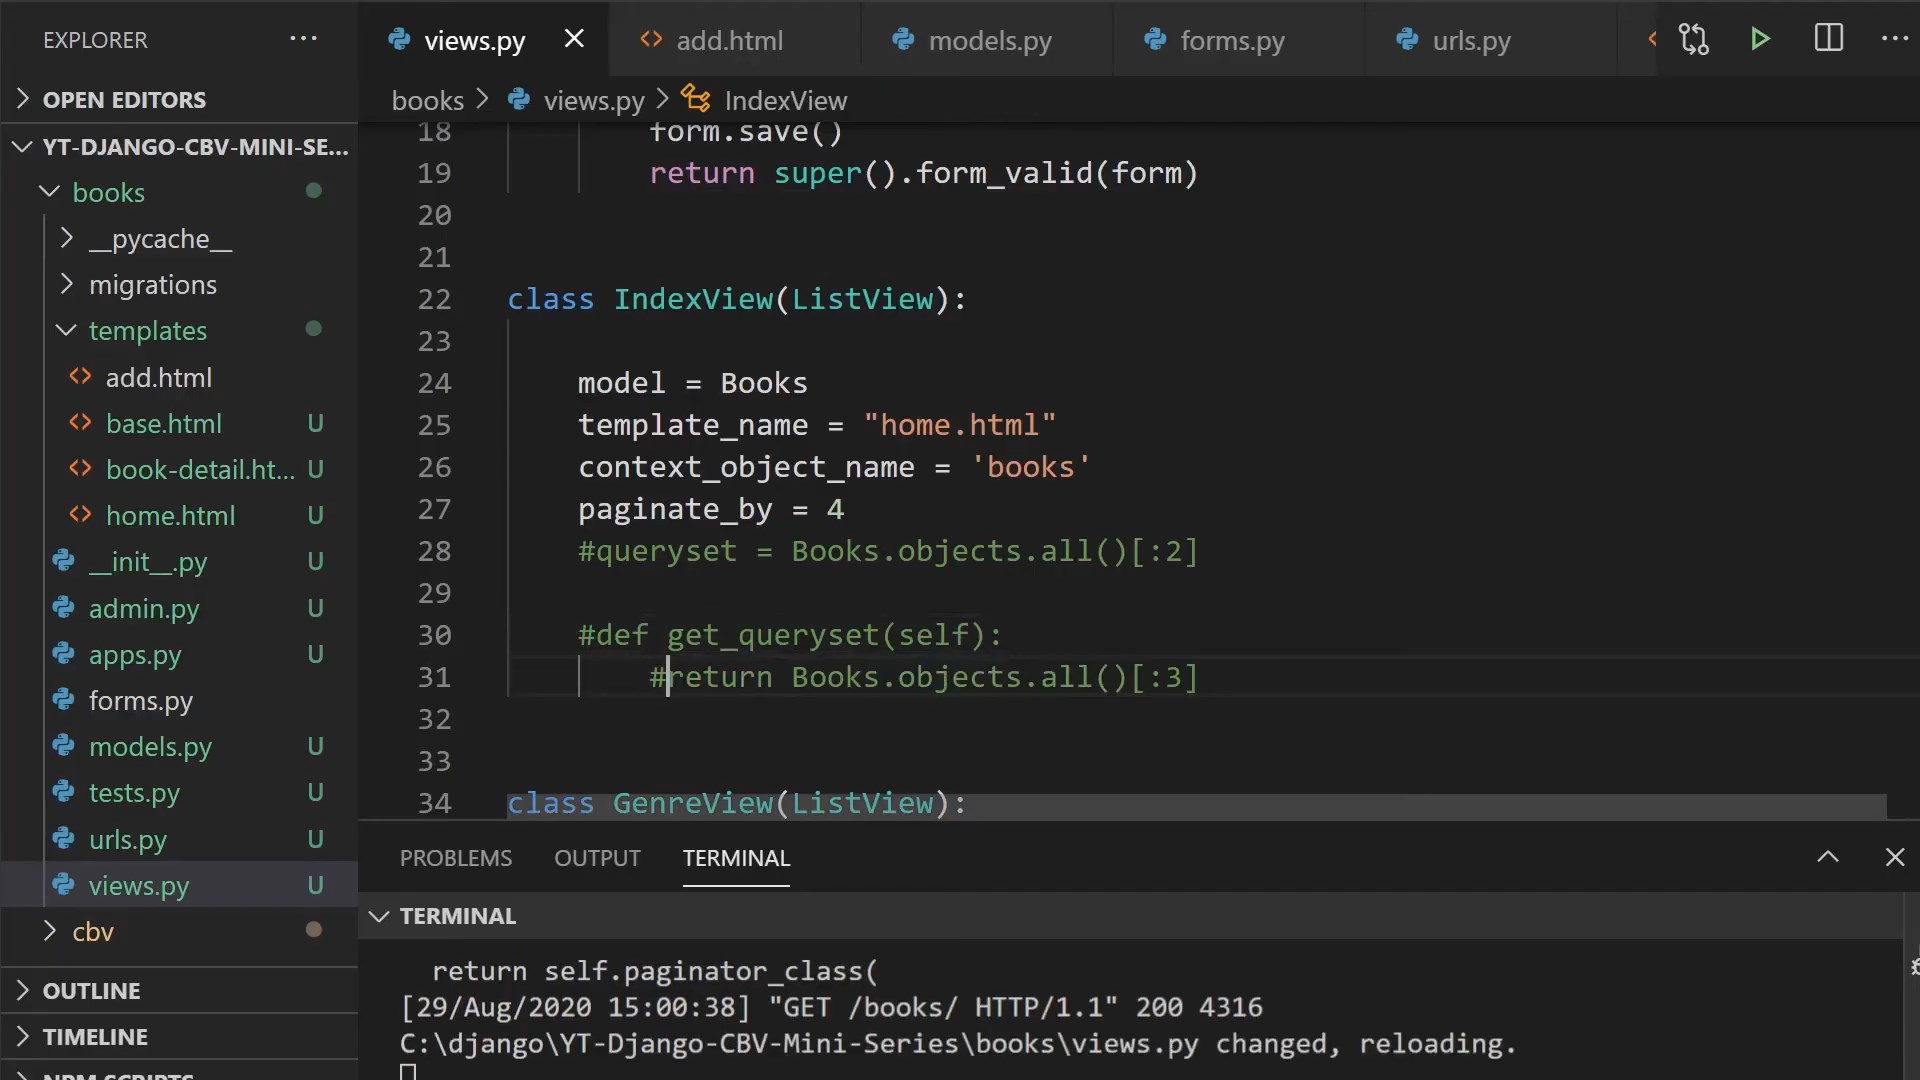 EXPLORER ...
OPEN EDITORS
YT-DJANGO-CBV-MINI-SE...
books
__pycache__
migrations
templates
add.html
base.html U
book-detail.ht... U
home.html U
__init__.py U
admin.py U
apps.py U
forms.py
models.py U
tests.py U
urls.py U
views.py U
cbv
OUTLINE
TIMELINE
NPM SCRIPTS
views.py add.html models.py forms.py urls.py
books > views.py > IndexView
18 form.save()
19 return super().form_valid(form)
20
21
22 class IndexView(ListView):
23
24 model = Books
25 template_name = "home.html"
26 context_object_name = 'books'
27 paginate_by = 4
28 #queryset = Books.objects.all()[:2]
29
30 #def get_queryset(self):
31 #return Books.objects.all()[:3]
32
33
34 class GenreView(ListView):
PROBLEMS OUTPUT TERMINAL
TERMINAL
return self.paginator_class(
[29/Aug/2020 15:00:38] "GET /books/ HTTP/1.1" 200 4316
C:\django\YT-Django-CBV-Mini-Series\books\views.py changed, reloading.